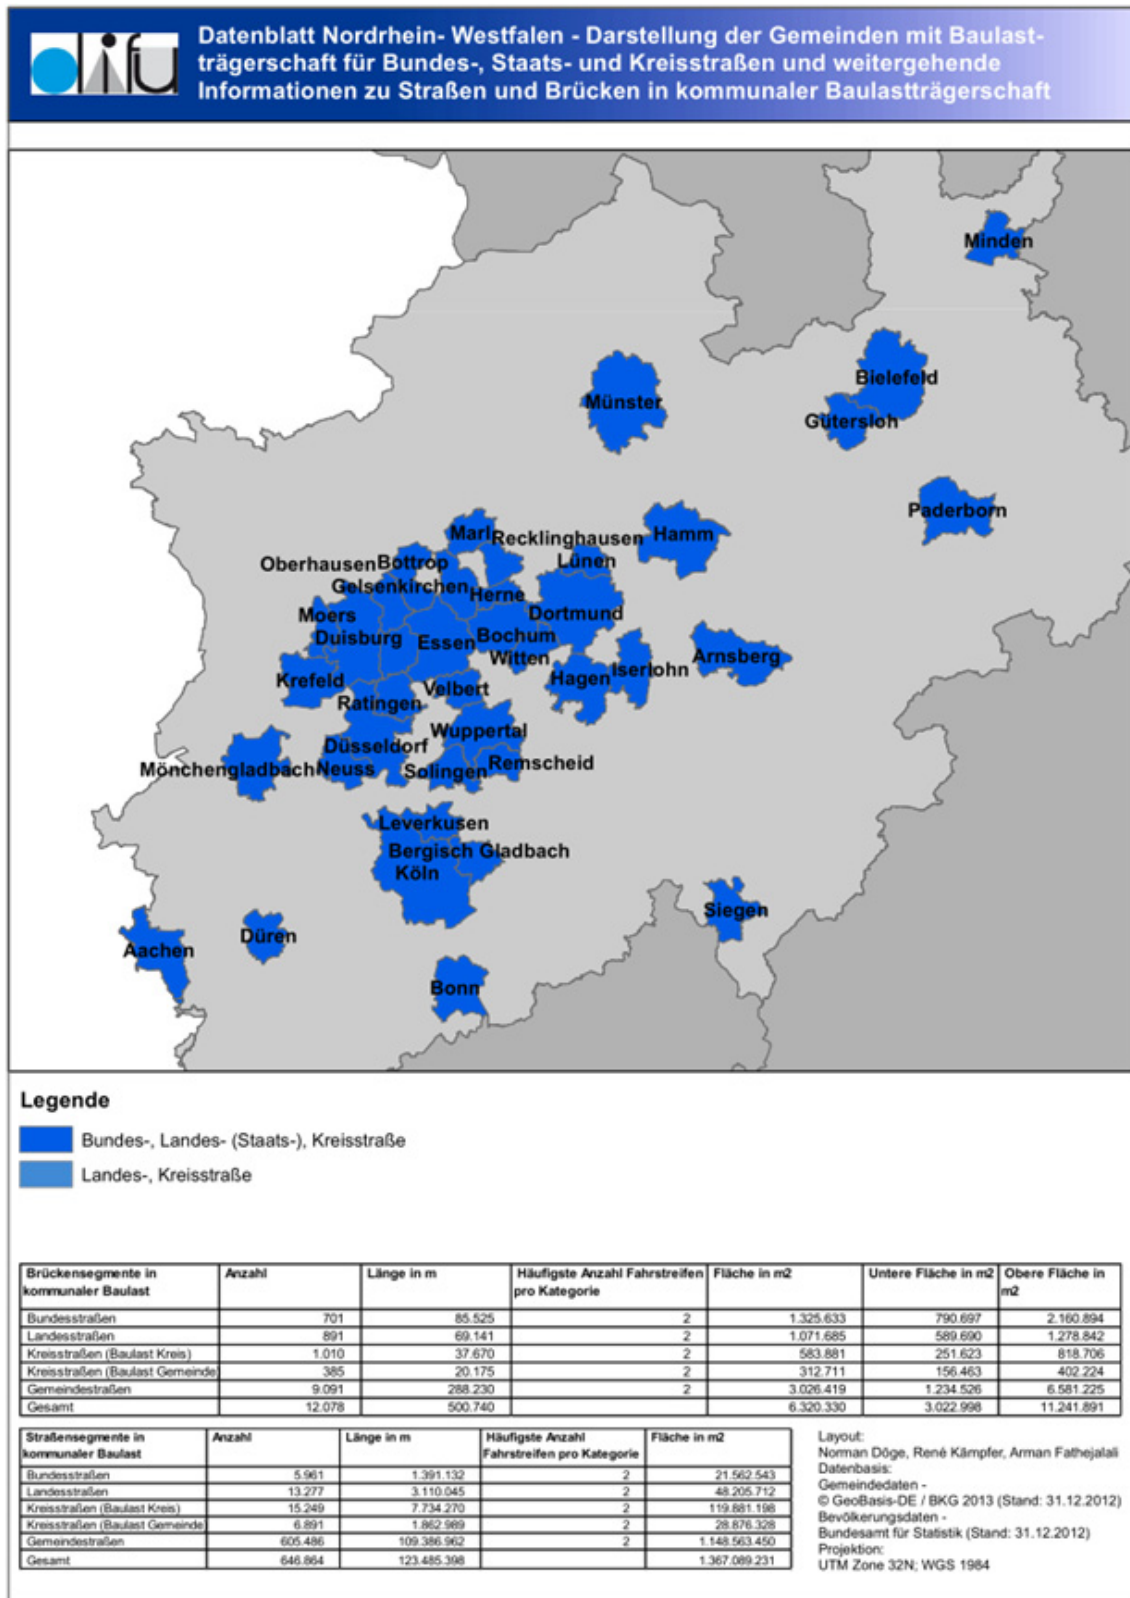 difu
Datenblatt Nordrhein- Westfalen - Darstellung der Gemeinden mit Baulast-
trägerschaft für Bundes-, Staats- und Kreisstraßen und weitergehende
Informationen zu Straßen und Brücken in kommunaler Baulastträgerschaft
Minden
Bielefeld
Münster
Gütersloh
Paderborn
Marl
Recklinghausen
Hamm
Oberhausen
Bottrop
Lünen
Gelsenkirchen
Herne
Moers
Dortmund
Duisburg
Essen
Bochum
Witten
Arnsberg
Krefeld
Hagen
Iserlohn
Velbert
Ratingen
Wuppertal
Düsseldorf
Mönchengladbach
Neuss
Solingen
Remscheid
Leverkusen
Bergisch Gladbach
Köln
Siegen
Düren
Aachen
Bonn
Legende
Bundes-, Landes- (Staats-), Kreisstraße
Landes-, Kreisstraße
Brückensegmente in kommunaler Baulast Anzahl Länge in m Häufigste Anzahl Fahrstreifen pro Kategorie Fläche in m2 Untere Fläche in m2 Obere Fläche in m2
Bundesstraßen 701 85.525 2 1.325.633 790.697 2.160.894
Landesstraßen 891 69.141 2 1.071.685 589.690 1.278.842
Kreisstraßen (Baulast Kreis) 1.010 37.670 2 583.881 251.623 818.706
Kreisstraßen (Baulast Gemeinde 385 20.175 2 312.711 156.463 402.224
Gemeindestraßen 9.091 288.230 2 3.026.419 1.234.526 6.581.225
Gesamt 12.078 500.740 6.320.330 3.022.998 11.241.891
Straßensegmente in kommunaler Baulast Anzahl Länge in m Häufigste Anzahl Fahrstreifen pro Kategorie Fläche in m2
Bundesstraßen 5.961 1.391.132 2 21.562.543
Landesstraßen 13.277 3.110.045 2 48.205.712
Kreisstraßen (Baulast Kreis) 15.249 7.734.270 2 119.881.198
Kreisstraßen (Baulast Gemeinde 6.891 1.862.989 2 28.876.328
Gemeindestraßen 605.486 109.386.962 2 1.148.563.450
Gesamt 646.864 123.485.398 1.367.089.231
Layout:
Norman Döge, René Kämpfer, Arman Fathejalali
Datenbasis:
Gemeindedaten -
© GeoBasis-DE / BKG 2013 (Stand: 31.12.2012)
Bevölkerungsdaten -
Bundesamt für Statistik (Stand: 31.12.2012)
Projektion:
UTM Zone 32N; WGS 1984